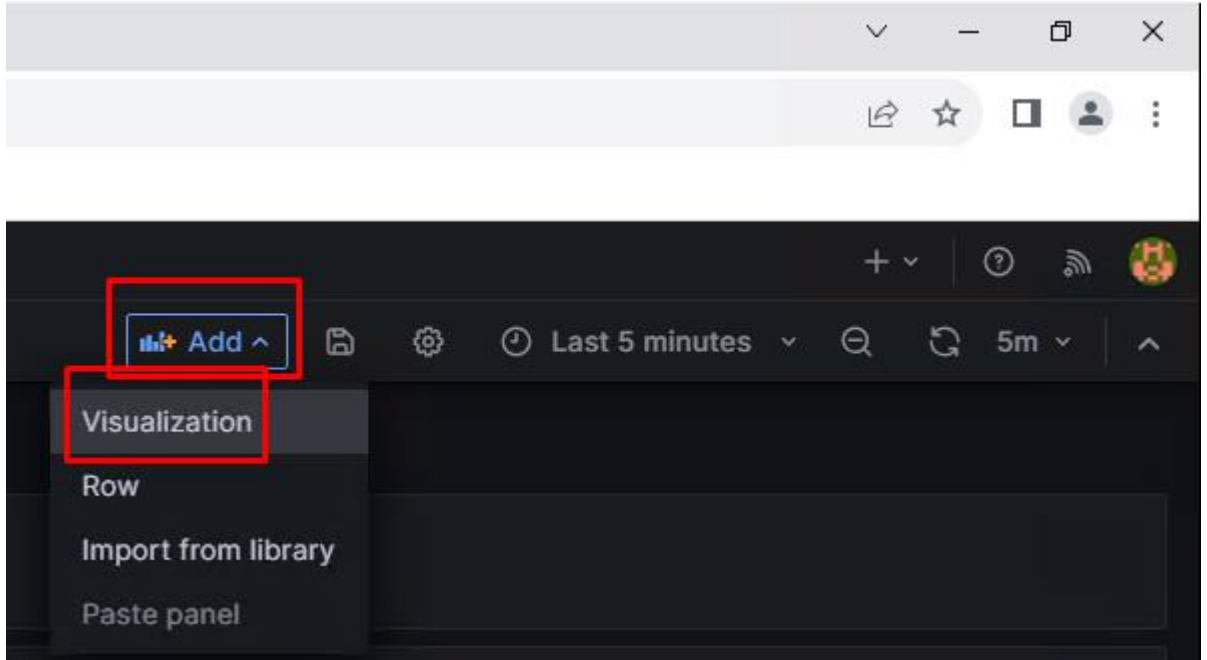 Add
Last 5 minutes
5m
Visualization
Row
Import from library
Paste panel